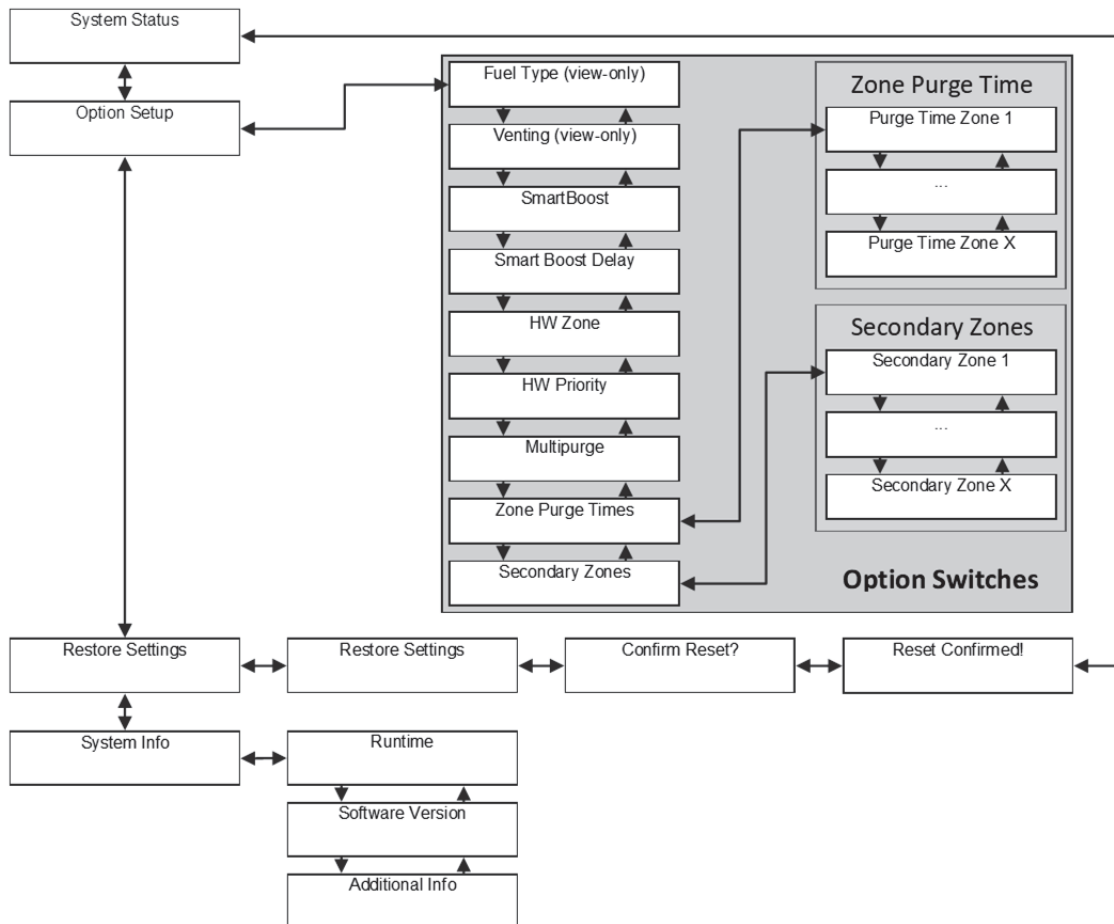 System Status
Option Setup
Fuel Type (view-only)
Venting (view-only)
SmartBoost
Smart Boost Delay
HW Zone
HW Priority
Multipurge
Zone Purge Times
Secondary Zones
Zone Purge Time
Purge Time Zone 1
...
Purge Time Zone X
Secondary Zones
Secondary Zone 1
...
Secondary Zone X
Option Switches
Restore Settings
Restore Settings
Confirm Reset?
Reset Confirmed!
System Info
Runtime
Software Version
Additional Info